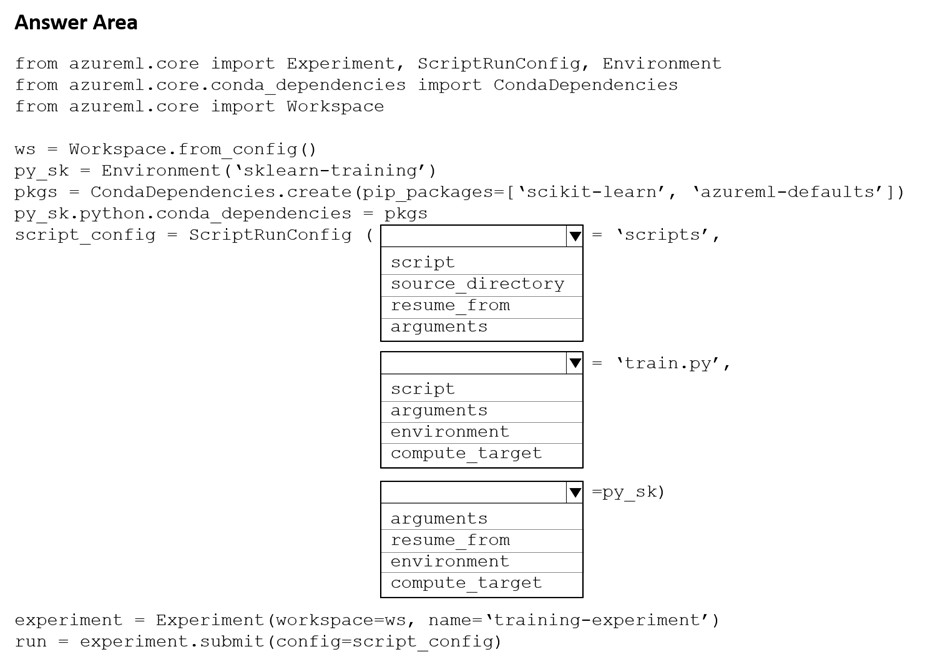 Answer Area
from azureml.core import Experiment, ScriptRunConfig, Environment
from azureml.core.conda_dependencies import CondaDependencies
from azureml.core import Workspace
ws = Workspace.from_config()
py_sk = Environment(‘sklearn-training’)
pkgs = CondaDependencies.create(pip_packages=[‘scikit-learn’, ‘azureml-defaults’])
py_sk.python.conda_dependencies = pkgs
script_config = ScriptRunConfig ( ▼ = ‘scripts’,
script
source_directory
resume_from
arguments
▼ = ‘train.py’,
script
arguments
environment
compute_target
▼ =py_sk)
arguments
resume_from
environment
compute_target
experiment = Experiment(workspace=ws, name=‘training-experiment’)
run = experiment.submit(config=script_config)